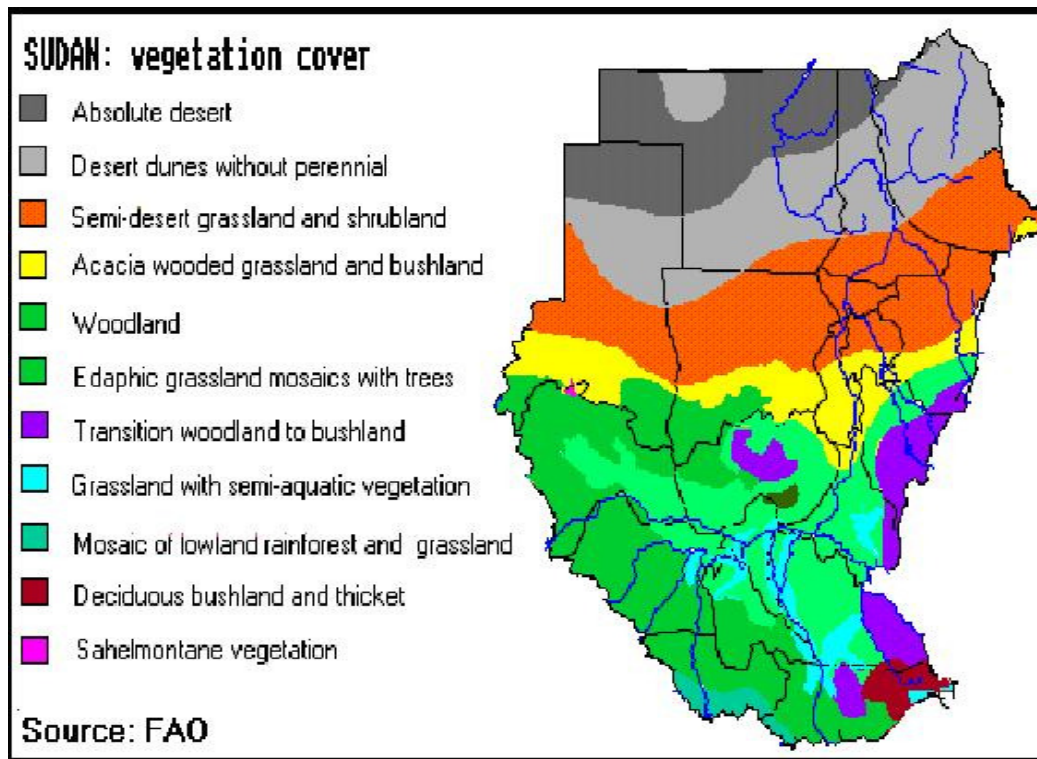 SUDAN: vegetation cover
Absolute desert
Desert dunes without perennial
Semi-desert grassland and shrubland
Acacia wooded grassland and bushland
Woodland
Edaphic grassland mosaics with trees
Transition woodland to bushland
Grassland with semi-aquatic vegetation
Mosaic of lowland rainforest and grassland
Deciduous bushland and thicket
Sahelmontane vegetation
Source: FAO